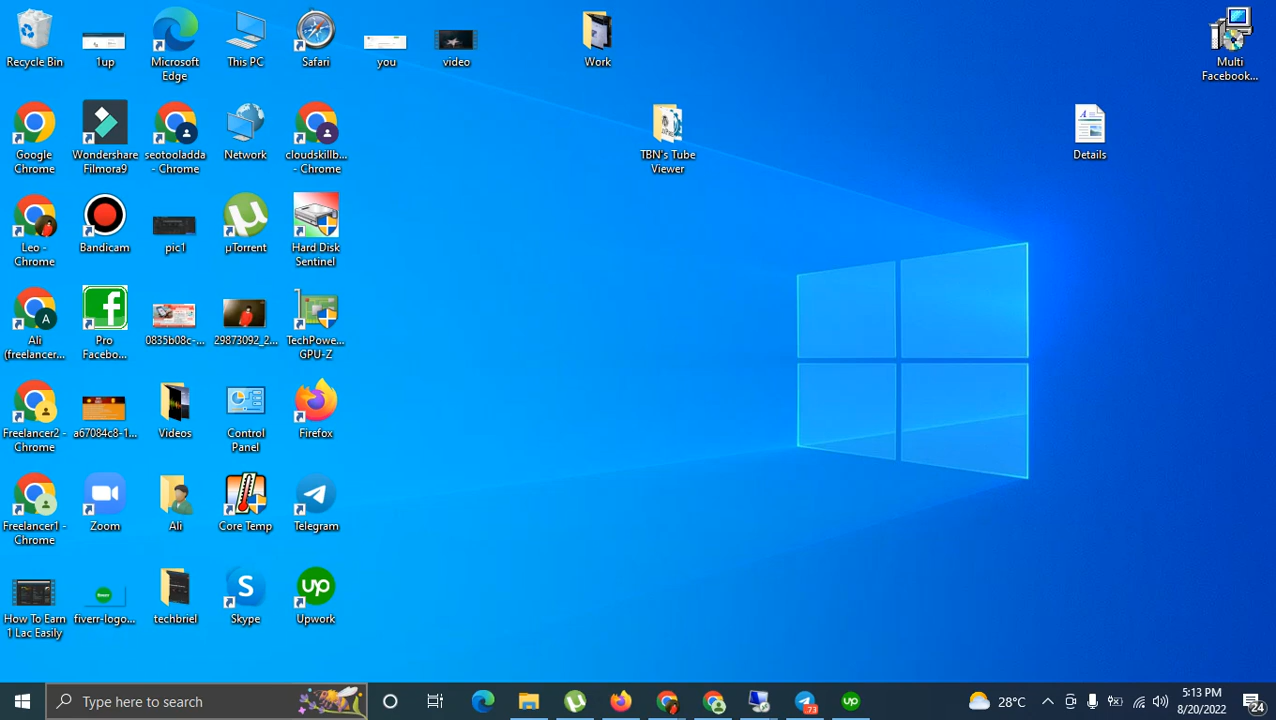 Recycle Bin
1up
Microsoft
Edge
This PC
Safari
you
video
Work
Multi
Facebook...
Google
Chrome
Wondershare
Filmora9
seotooladda
- Chrome
Network
cloudskillb...
- Chrome
TBN's Tube
Viewer
Details
Leo -
Chrome
Bandicam
pic1
µTorrent
Hard Disk
Sentinel
A
Ali
(freelancer...
Pro
Facebo...
0835b08c-...
29873092_2...
TechPowe...
GPU-Z
Freelancer2 -
Chrome
a67084c8-1...
Videos
Control
Panel
Firefox
Freelancer1 -
Chrome
Zoom
Ali
Core Temp
Telegram
How To Earn
1 Lac Easily
fiverr-logo...
techbriel
Skype
up
Upwork
Type here to search
73
up
28°C
5:13 PM
8/20/2022
24